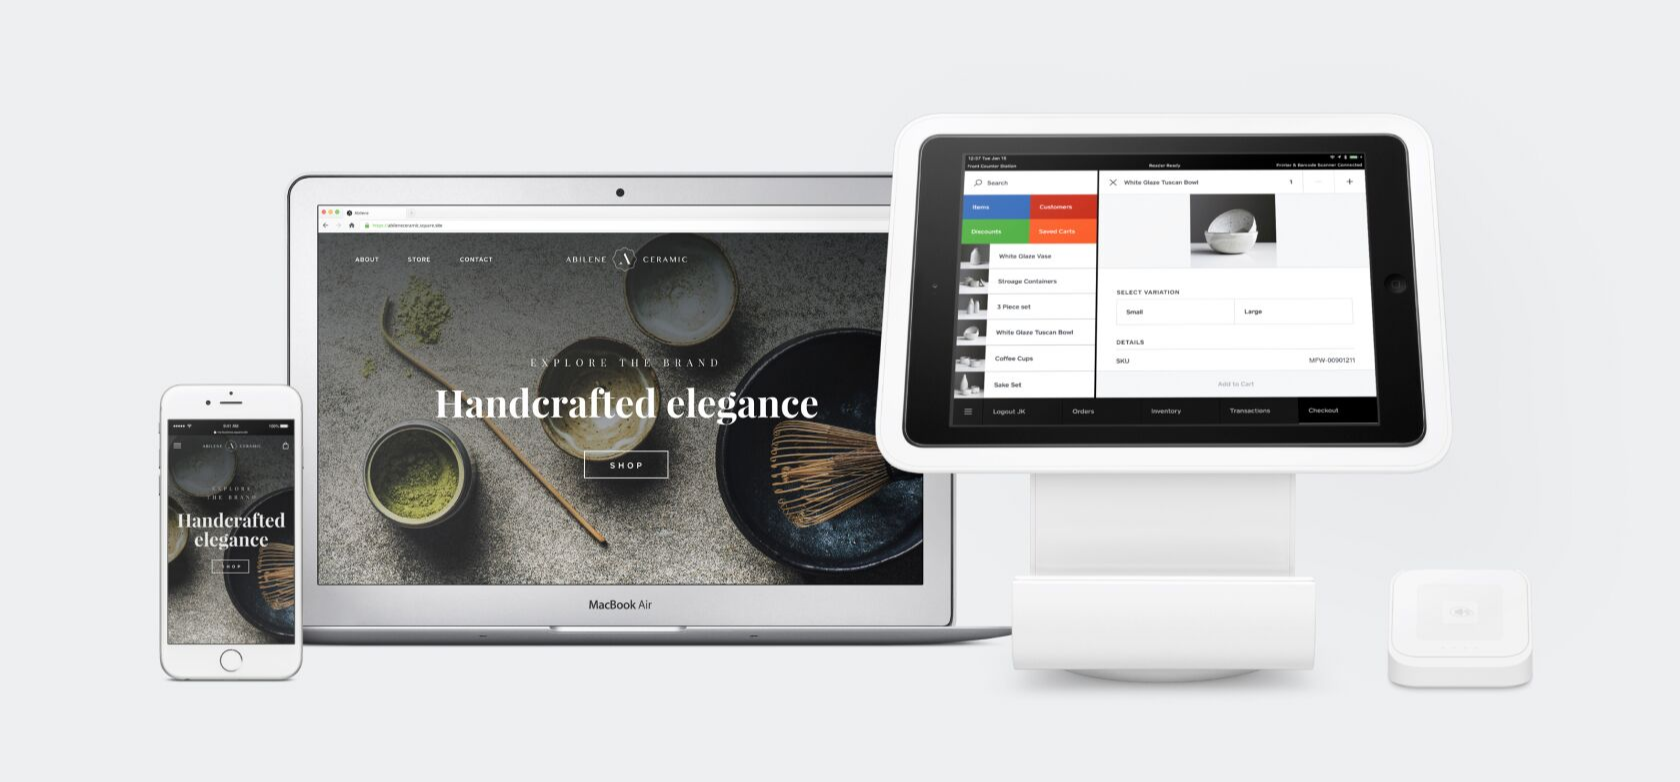 9:41 AM
100%
ABILENE A CERAMIC
EXPLORE
THE BRAND
Handcrafted
elegance
SHOP
Abilene
https://abileneceramic.square.site
ABOUT STORE CONTACT ABILENE A CERAMIC
EXPLORE THE BRAND
Handcrafted elegance
SHOP
MacBook Air
12:07 Tue Jan 15
Front Counter Station Reader Ready Printer & Barcode Scanner Connected
Search
Items Customers
Discounts Saved Carts
White Glaze Vase
Stroage Containers
3 Piece set
White Glaze Tuscan Bowl
Coffee Cups
Sake Set
White Glaze Tuscan Bowl 1
SELECT VARIATION
Small Large
DETAILS
SKU MFW-00901211
Add to Cart
Logout JK Orders Inventory Transactions Checkout